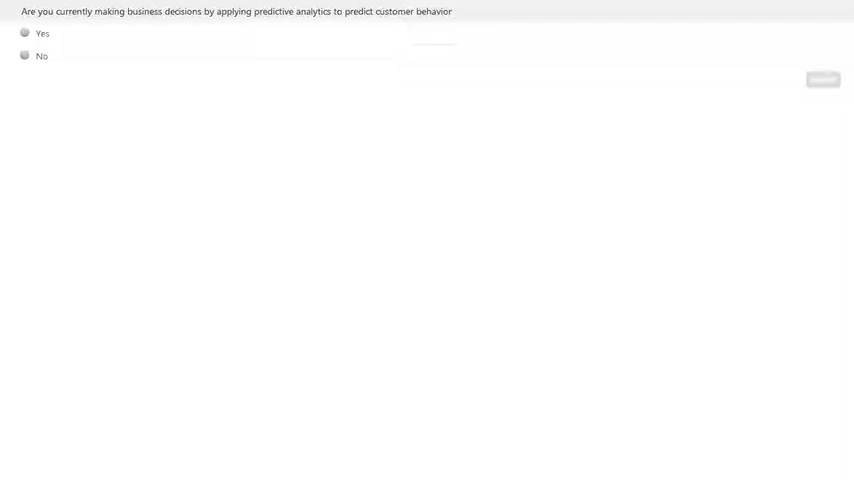 Are you currently making business decisions by applying predictive analytics to predict customer behavior
Yes
No